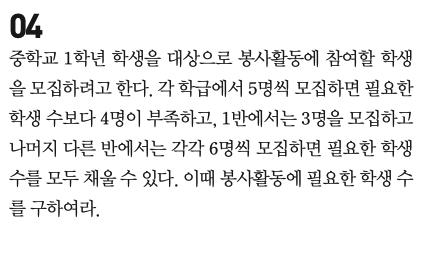 04
중학교 1학년 학생을 대상으로 봉사활동에 참여할 학생
을 모집하려고 한다. 각 학급에서 5명씩 모집하면 필요한
학생 수보다 4명이 부족하고, 1반에서는 3명을 모집하고
나머지 다른 반에서는 각각 6명씩 모집하면 필요한 학생
수를 모두 채울 수 있다. 이때 봉사활동에 필요한 학생 수
를 구하여라.